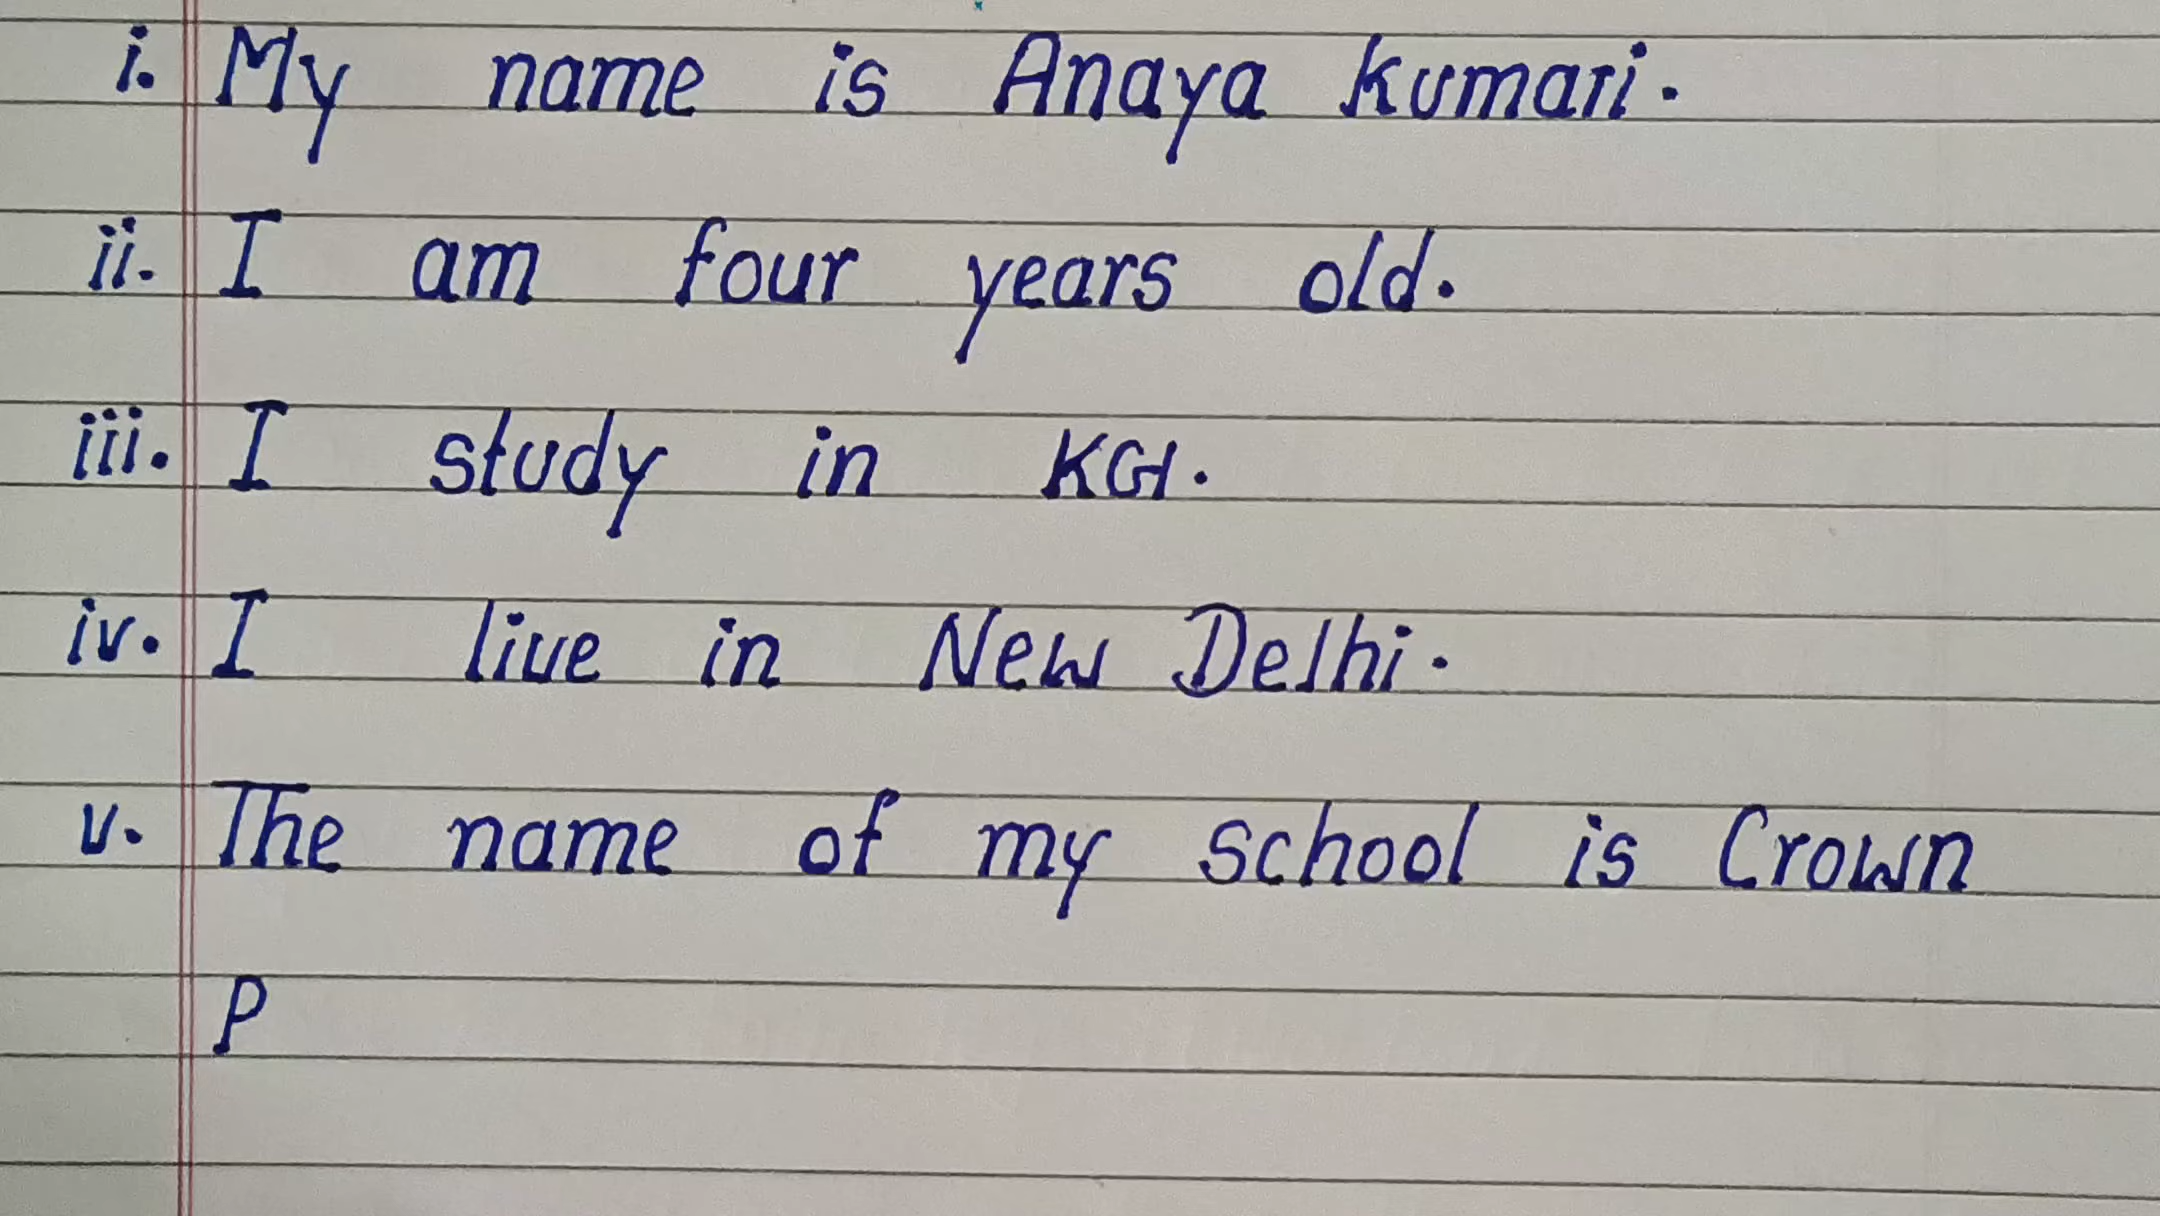 i. My name is Anaya Kumari.
ii. I am four years old.
iii. I study in KG.
iv. I live in New Delhi.
v. The name of my school is Crown
P